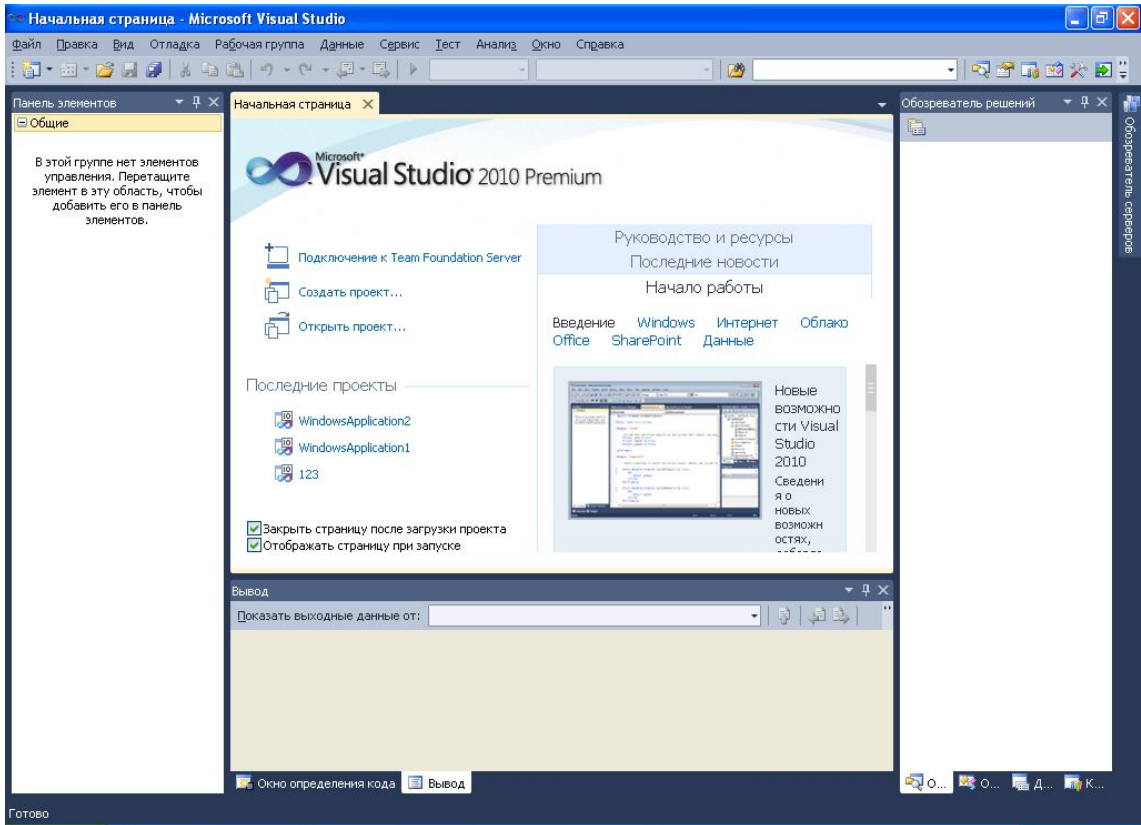 Начальная страница - Microsoft Visual Studio
Файл Правка Вид Отладка Рабочая группа Данные Сервис Тест Анализ Окно Справка
Панель элементов
Общие
В этой группе нет элементов
управления. Перетащите
элемент в эту область, чтобы
добавить его в панель
элементов.
Начальная страница
Microsoft
Visual Studio 2010 Premium
Подключение к Team Foundation Server
Создать проект...
Открыть проект...
Последние проекты
WindowsApplication2
WindowsApplication1
123
Закрыть страницу после загрузки проекта
Отображать страницу при запуске
Руководство и ресурсы
Последние новости
Начало работы
Введение Windows Интернет Облако
Office SharePoint Данные
Новые
возможно
сти Visual
Studio
2010
Сведени
я о
новых
возможн
остях,
Вывод
Показать выходные данные от:
Окно определения кода
Вывод
Обозреватель решений
Обозреватель серверов
О... О... Д... К...
Готово